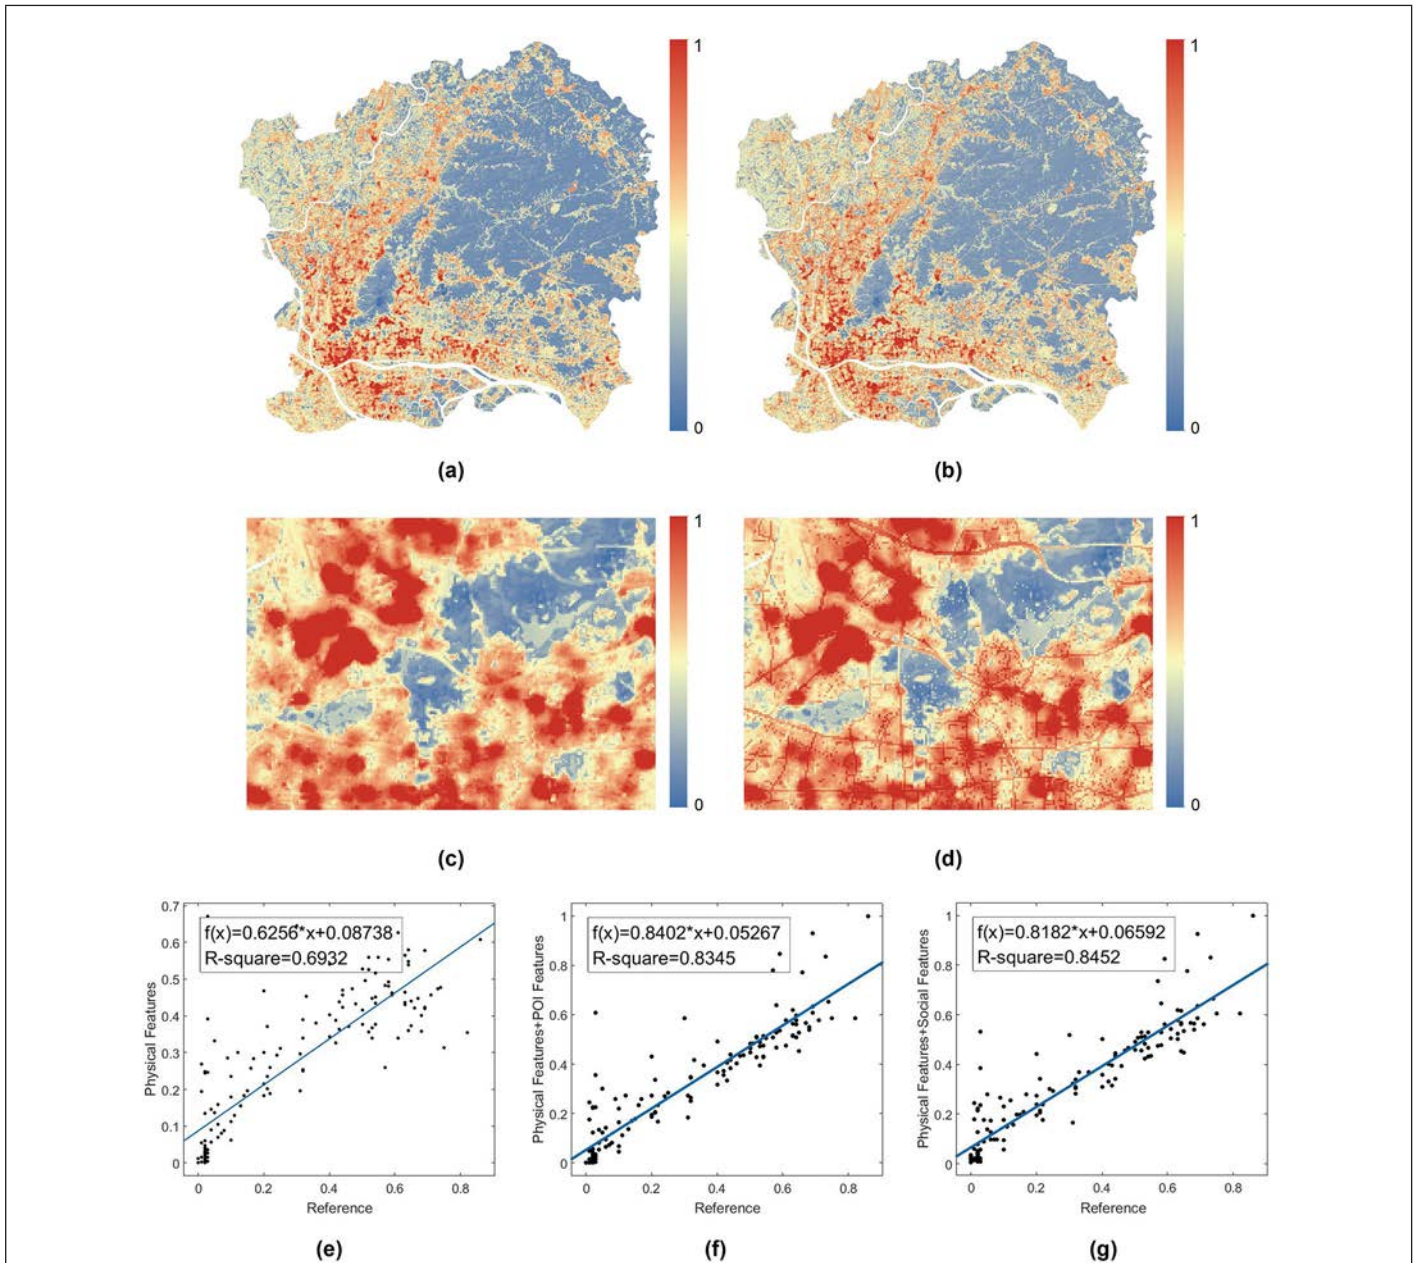 1
0
(a)
1
0
(b)
1
0
(c)
1
0
(d)
Physical Features
0.7
0.6
0.5
0.4
0.3
0.2
0.1
0
f(x)=0.6256*x+0.08738
R-square=0.6932
0 0.2 0.4 0.6 0.8
Reference
(e)
Physical Features+POI Features
1
0.8
0.6
0.4
0.2
0
f(x)=0.8402*x+0.05267
R-square=0.8345
0 0.2 0.4 0.6 0.8
Reference
(f)
Physical Features+Social Features
1
0.8
0.6
0.4
0.2
0
f(x)=0.8182*x+0.06592
R-square=0.8452
0 0.2 0.4 0.6 0.8
Reference
(g)